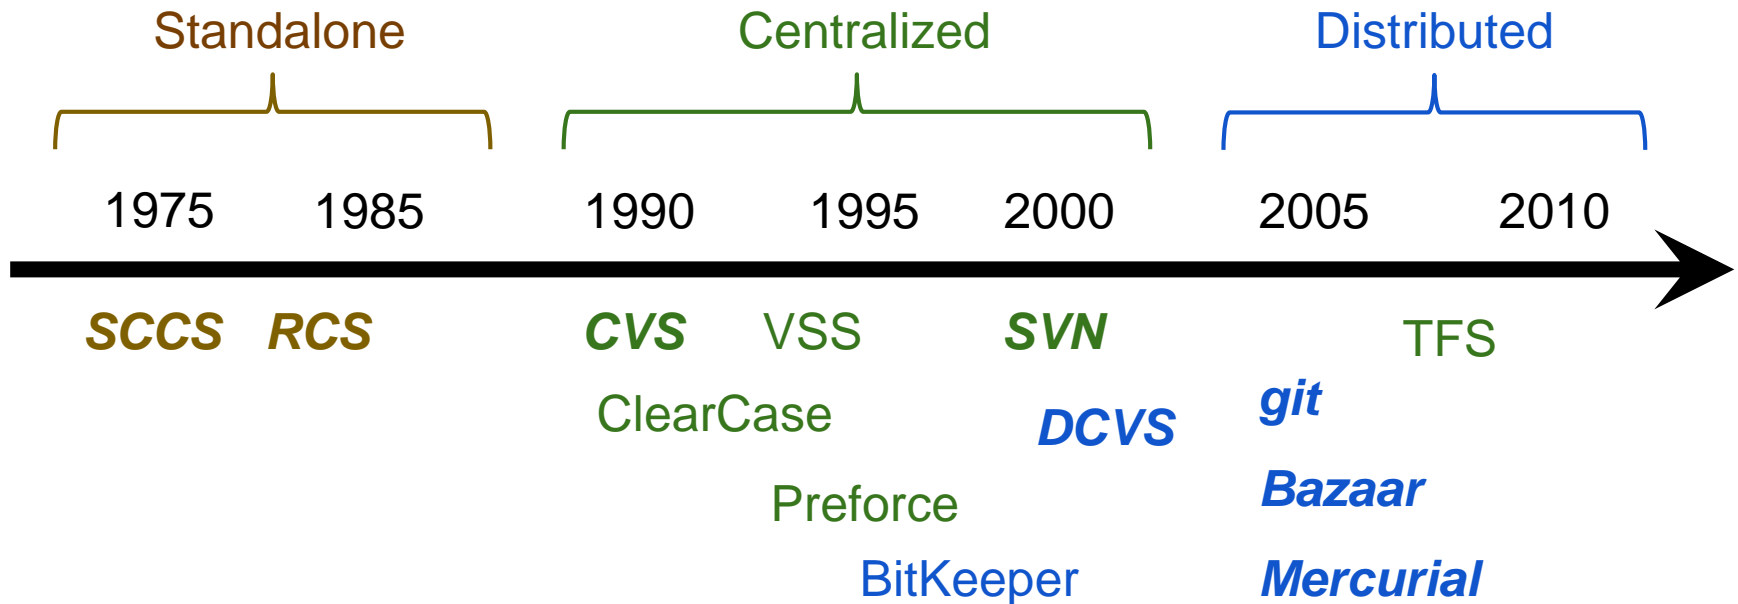 Standalone Centralized Distributed
1975 1985 1990 1995 2000 2005 2010
SCCS RCS CVS VSS SVN TFS
git
ClearCase DCVS
Bazaar
Preforce
BitKeeper Mercurial